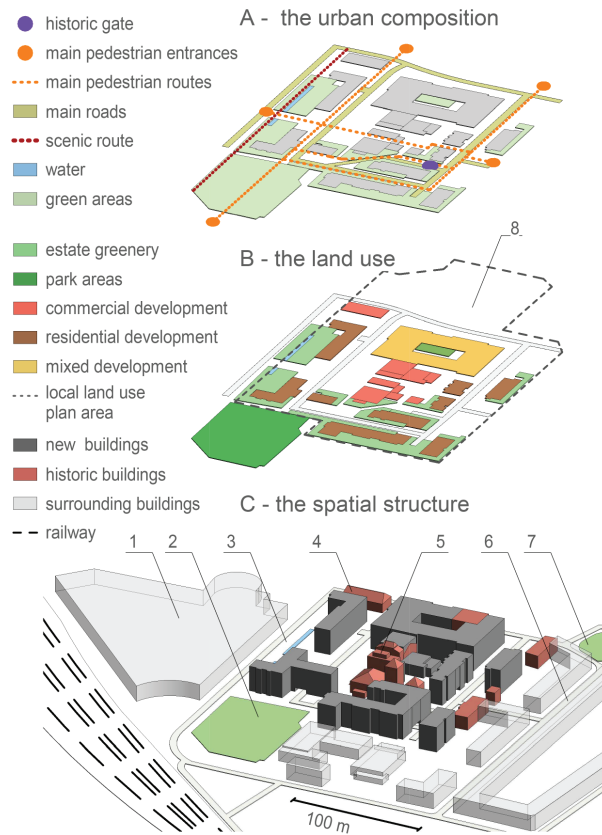 A - the urban composition
historic gate
main pedestrian entrances
main pedestrian routes
main roads
scenic route
water
green areas
B - the land use
8
estate greenery
park areas
commercial development
residential development
mixed development
local land use
plan area
new buildings
historic buildings
surrounding buildings
railway
C - the spatial structure
1 2 3 4 5 6 7
100 m